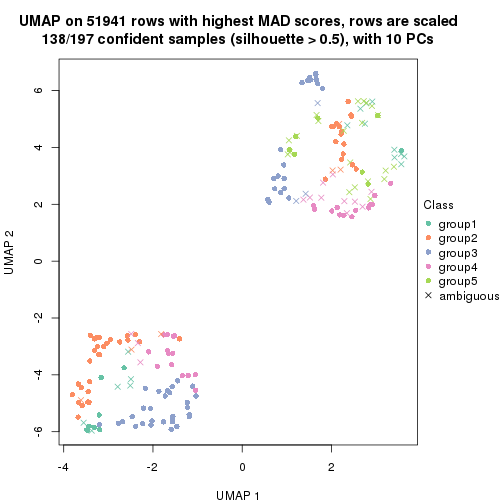 UMAP on 51941 rows with highest MAD scores, rows are scaled
138/197 confident samples (silhouette > 0.5), with 10 PCs
UMAP 2
6
4
2
0
-2
-4
-6
-4
-2
0
2
UMAP 1
Class
group1
group2
group3
group4
group5
ambiguous